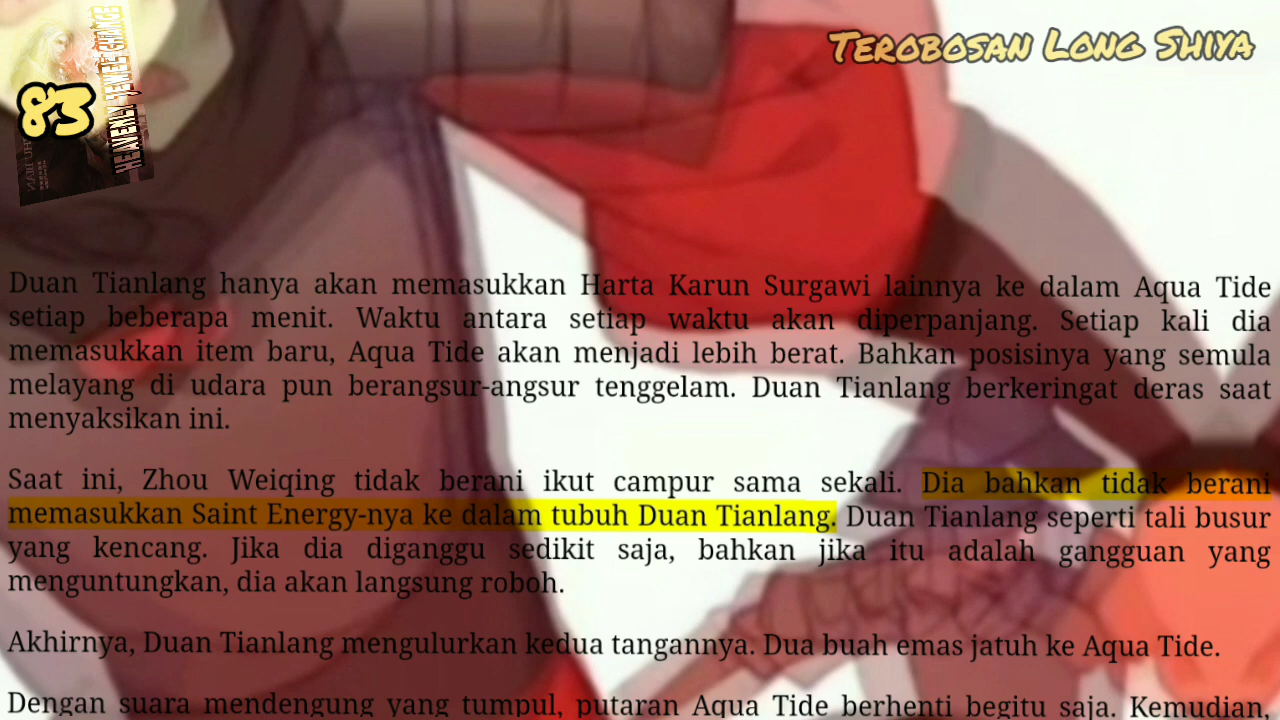 Terobosan Long Shiya
83
HEAVENLY JEWEL CHANGE
Duan Tianlang hanya akan memasukkan Harta Karun Surgawi lainnya ke dalam Aqua Tide
setiap beberapa menit. Waktu antara setiap waktu akan diperpanjang. Setiap kali dia
memasukkan item baru, Aqua Tide akan menjadi lebih berat. Bahkan posisinya yang semula
melayang di udara pun berangsur-angsur tenggelam. Duan Tianlang berkeringat deras saat
menyaksikan ini.
Saat ini, Zhou Weiqing tidak berani ikut campur sama sekali. Dia bahkan tidak berani
memasukkan Saint Energy-nya ke dalam tubuh Duan Tianlang. Duan Tianlang seperti tali busur
yang kencang. Jika dia diganggu sedikit saja, bahkan jika itu adalah gangguan yang
menguntungkan, dia akan langsung roboh.
Akhirnya, Duan Tianlang mengulurkan kedua tangannya. Dua buah emas jatuh ke Aqua Tide.
Dengan suara mendengung yang tumpul, putaran Aqua Tide berhenti begitu saja. Kemudian,